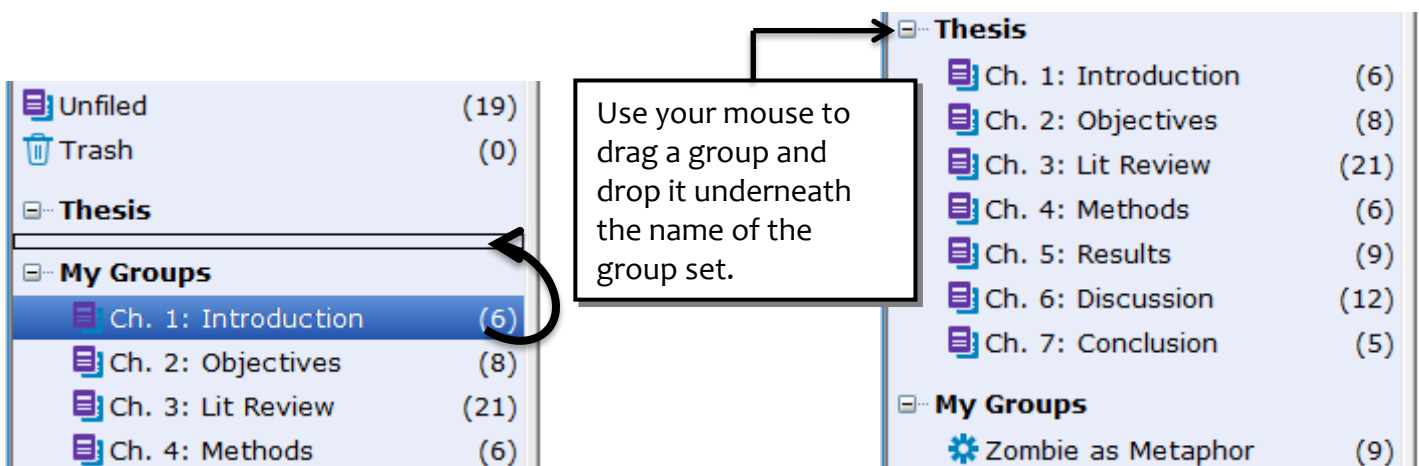 Unfiled (19)
Trash (0)
Thesis
My Groups
Ch. 1: Introduction (6)
Ch. 2: Objectives (8)
Ch. 3: Lit Review (21)
Ch. 4: Methods (6)
Use your mouse to
drag a group and
drop it underneath
the name of the
group set.
Thesis
Ch. 1: Introduction (6)
Ch. 2: Objectives (8)
Ch. 3: Lit Review (21)
Ch. 4: Methods (6)
Ch. 5: Results (9)
Ch. 6: Discussion (12)
Ch. 7: Conclusion (5)
My Groups
Zombie as Metaphor (9)